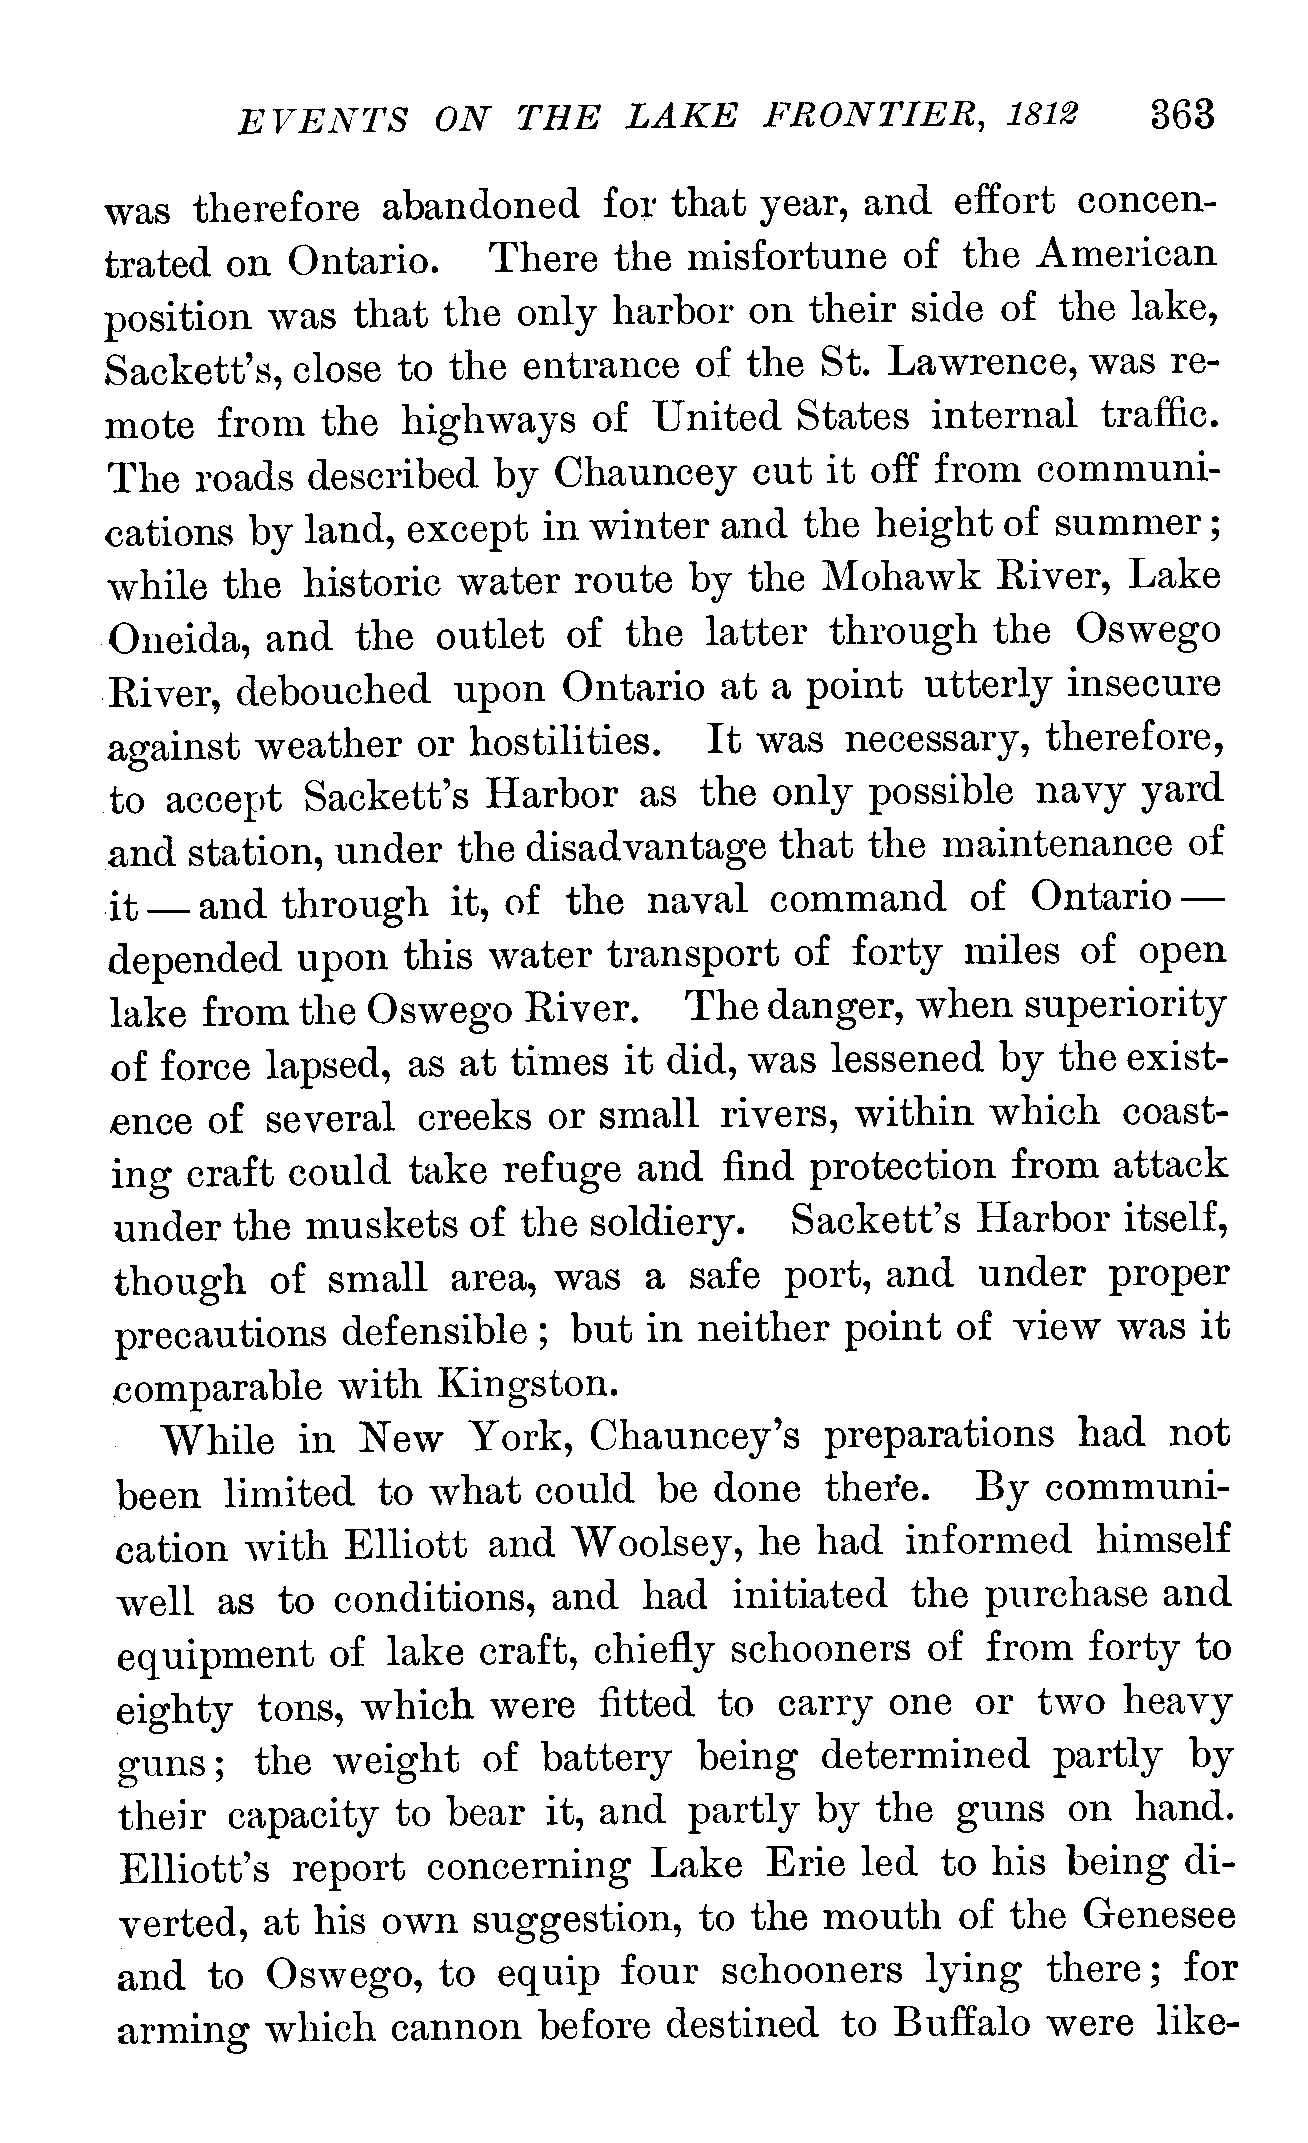 EVENTS ON THE LAKE FRONTIER, 1812 363
was therefore abandoned for that year, and effort concen-
trated on Ontario. There the misfortune of the American
position was that the only harbor on their side of the lake,
Sackett's, close to the entrance of the St. Lawrence, was re-
mote from the highways of United States internal traffic.
The roads described by Chauncey cut it off from communi-
cations by land, except in winter and the height of summer;
while the historic water route by the Mohawk River, Lake
Oneida, and the outlet of the latter through the Oswego
River, debouched upon Ontario at a point utterly insecure
against weather or hostilities. It was necessary, therefore,
to accept Sackett's Harbor as the only possible navy yard
and station, under the disadvantage that the maintenance of
it — and through it, of the naval command of Ontario —
depended upon this water transport of forty miles of open
lake from the Oswego River. The danger, when superiority
of force lapsed, as at times it did, was lessened by the exist-
ence of several creeks or small rivers, within which coast-
ing craft could take refuge and find protection from attack
under the muskets of the soldiery. Sackett's Harbor itself,
though of small area, was a safe port, and under proper
precautions defensible; but in neither point of view was it
comparable with Kingston.
While in New York, Chauncey's preparations had not
been limited to what could be done there. By communi-
cation with Elliott and Woolsey, he had informed himself
well as to conditions, and had initiated the purchase and
equipment of lake craft, chiefly schooners of from forty to
eighty tons, which were fitted to carry one or two heavy
guns; the weight of battery being determined partly by
their capacity to bear it, and partly by the guns on hand.
Elliott's report concerning Lake Erie led to his being di-
verted, at his own suggestion, to the mouth of the Genesee
and to Oswego, to equip four schooners lying there; for
arming which cannon before destined to Buffalo were like-